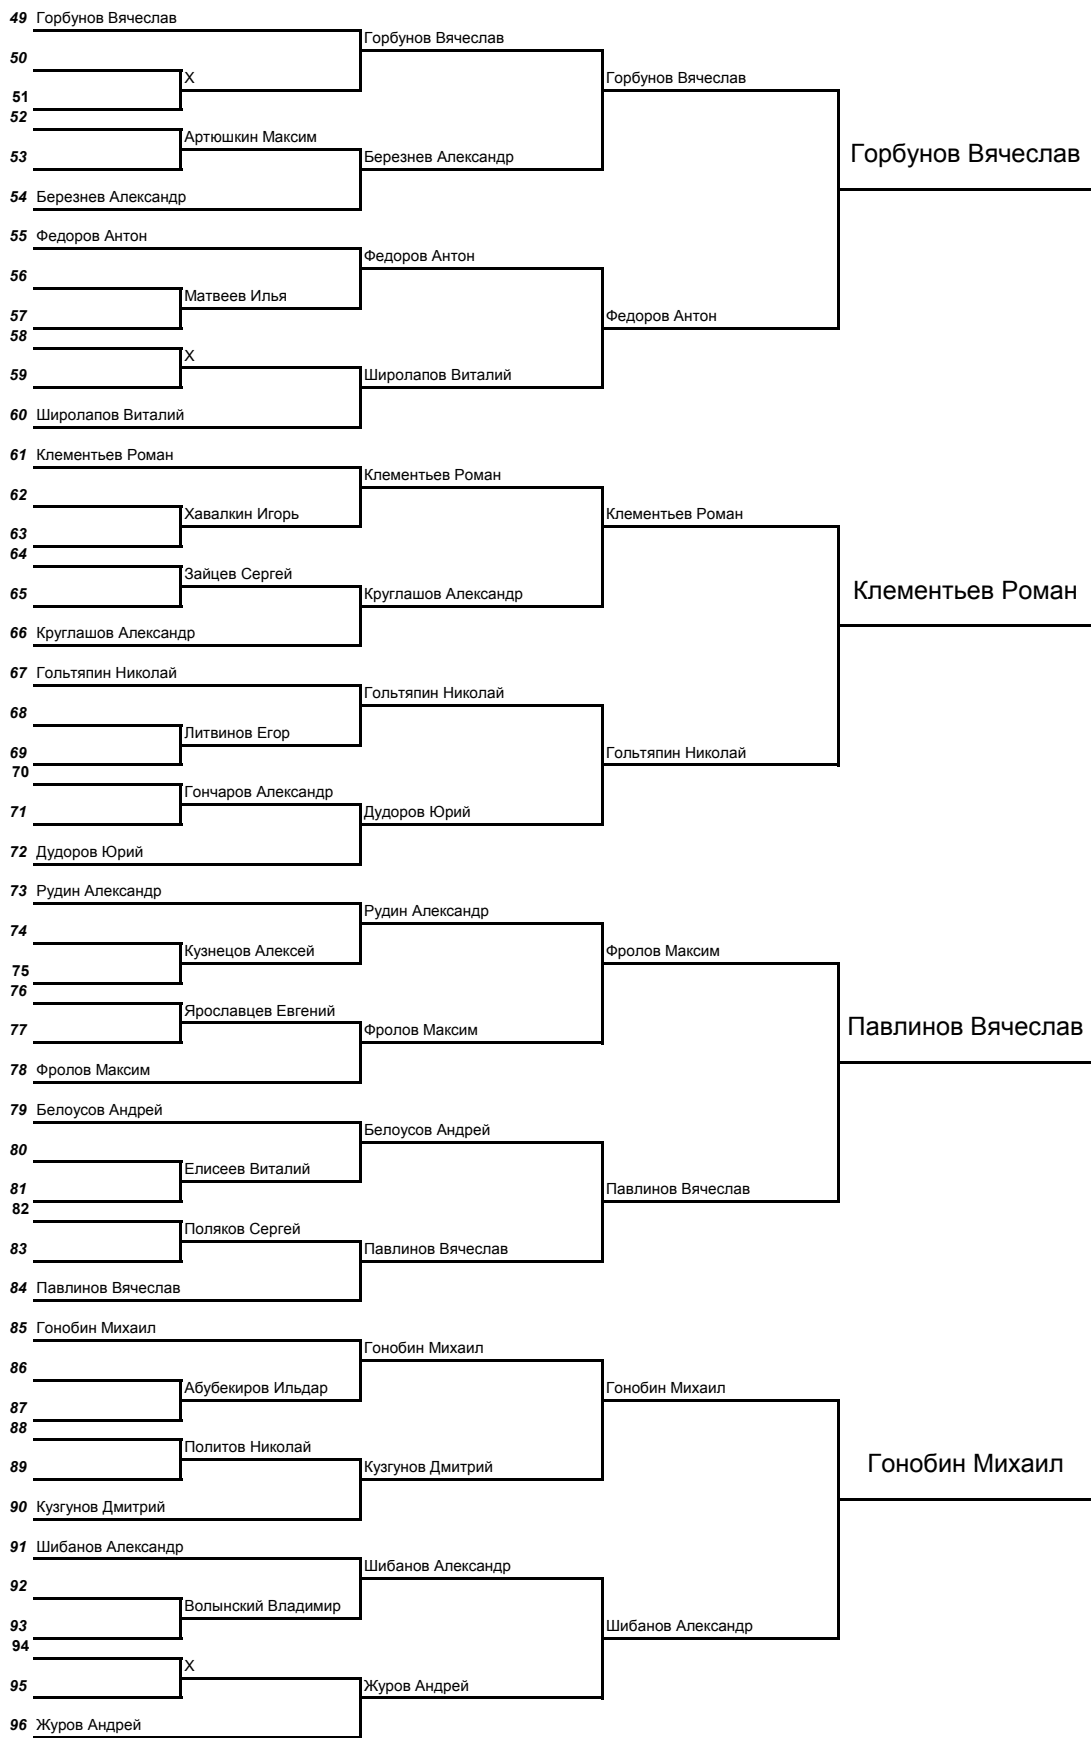 49 Горбунов Вячеслав
Горбунов Вячеслав
50
Х
Горбунов Вячеслав
51
52
Артюшкин Максим
Горбунов Вячеслав
53
Березнев Александр
54 Березнев Александр
55 Федоров Антон
Федоров Антон
56
Матвеев Илья
57
Федоров Антон
58
Х
59
Широлапов Виталий
60 Широлапов Виталий
61 Клементьев Роман
Клементьев Роман
62
Хавалкин Игорь
Клементьев Роман
63
64
Зайцев Сергей
65
Круглашов Александр
Клементьев Роман
66 Круглашов Александр
67 Гольтяпин Николай
Гольтяпин Николай
68
Литвинов Егор
69
Гольтяпин Николай
70
Гончаров Александр
71
Дудоров Юрий
72 Дудоров Юрий
73 Рудин Александр
Рудин Александр
74
Кузнецов Алексей
Фролов Максим
75
76
Ярославцев Евгений
77
Фролов Максим
Павлинов Вячеслав
78 Фролов Максим
79 Белоусов Андрей
Белоусов Андрей
80
Елисеев Виталий
81
Павлинов Вячеслав
82
Поляков Сергей
83
Павлинов Вячеслав
84 Павлинов Вячеслав
85 Гонобин Михаил
Гонобин Михаил
86
Абубекиров Ильдар
Гонобин Михаил
87
88
Политов Николай
89
Кузгунов Дмитрий
Гонобин Михаил
90 Кузгунов Дмитрий
91 Шибанов Александр
Шибанов Александр
92
Волынский Владимир
93
Шибанов Александр
94
Х
95
Журов Андрей
96 Журов Андрей